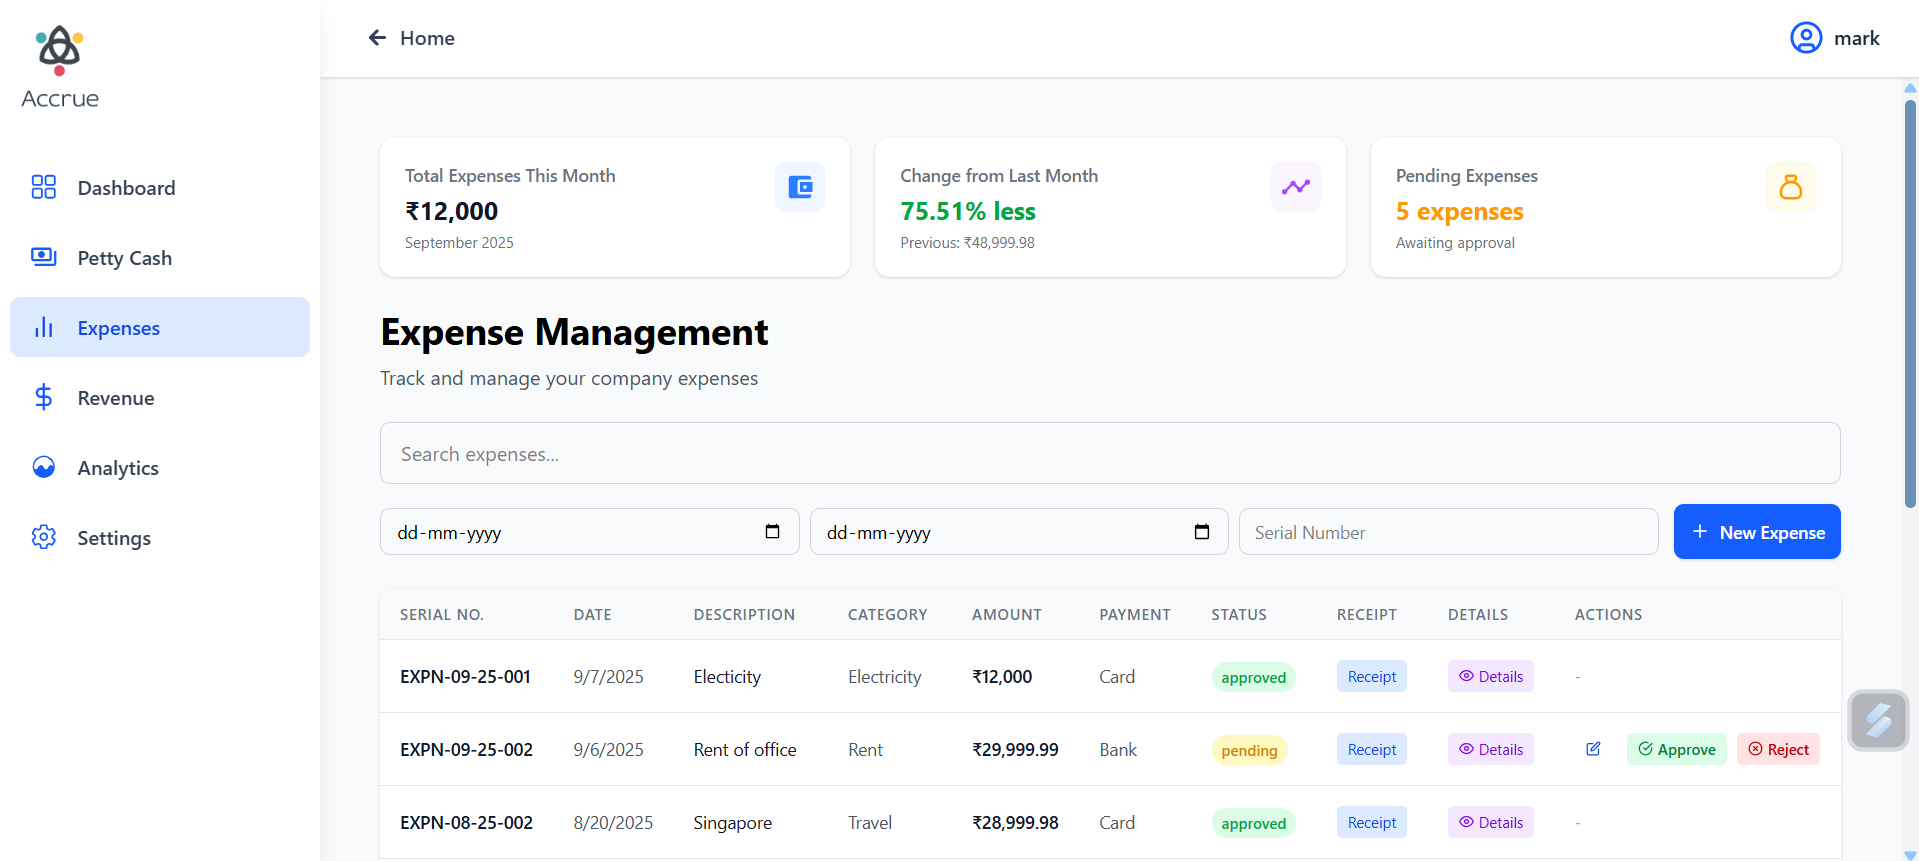 Accrue
Home
mark
Dashboard
Petty Cash
Expenses
Revenue
Analytics
Settings
Total Expenses This Month
₹12,000
September 2025
Change from Last Month
75.51% less
Previous: ₹48,999.98
Pending Expenses
5 expenses
Awaiting approval
Expense Management
Track and manage your company expenses
Search expenses...
dd-mm-yyyy dd-mm-yyyy Serial Number + New Expense
SERIAL NO. DATE DESCRIPTION CATEGORY AMOUNT PAYMENT STATUS RECEIPT DETAILS ACTIONS
EXPN-09-25-001 9/7/2025 Electicity Electricity ₹12,000 Card approved Receipt Details -
EXPN-09-25-002 9/6/2025 Rent of office Rent ₹29,999.99 Bank pending Receipt Details Approve Reject
EXPN-08-25-002 8/20/2025 Singapore Travel ₹28,999.98 Card approved Receipt Details -